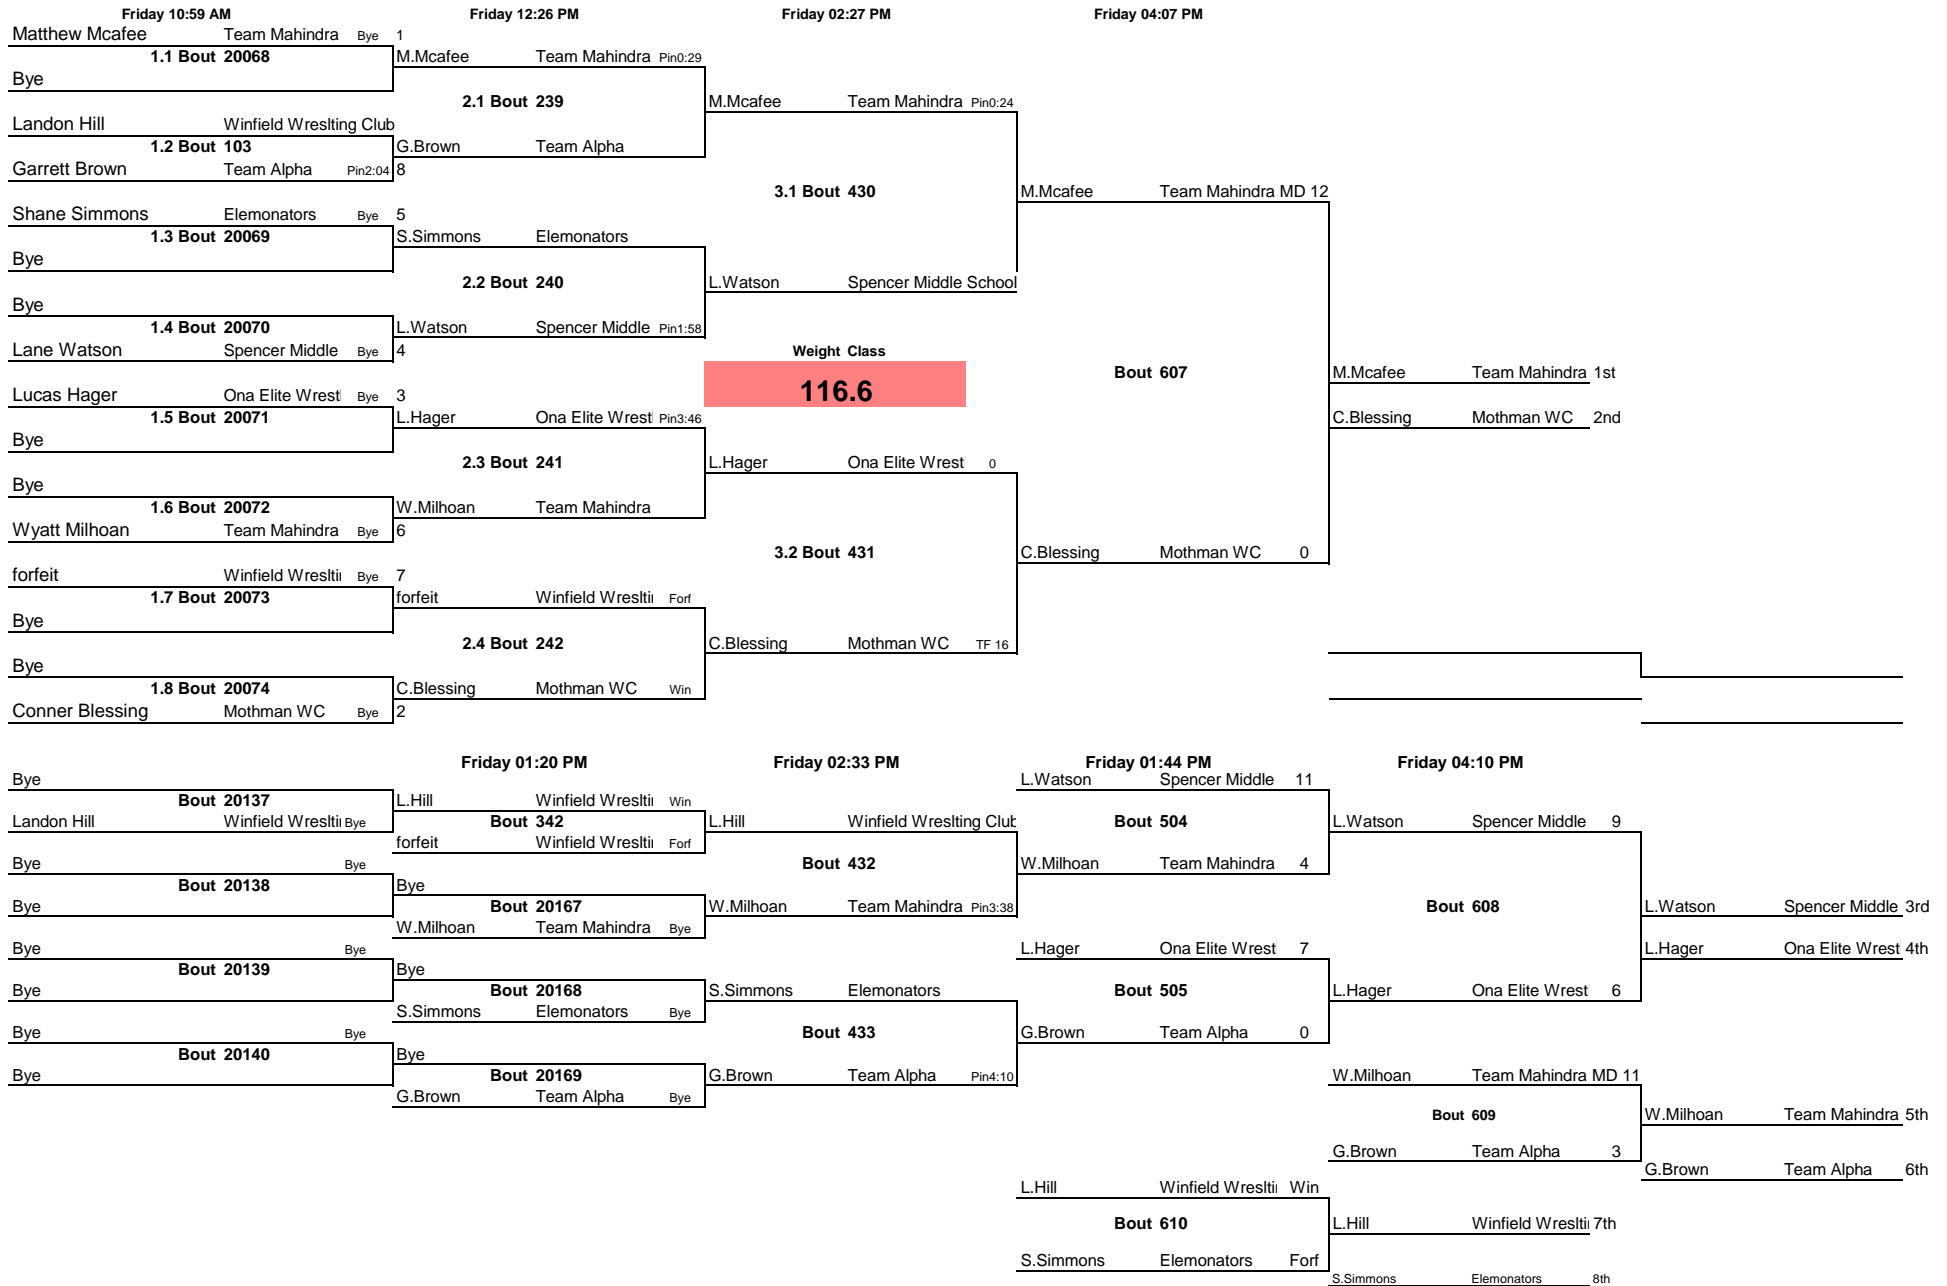 Friday 10:59 AM Friday 12:26 PM Friday 02:27 PM Friday 04:07 PM
Matthew Mcafee Team Mahindra Bye 1
1.1 Bout 20068 M.Mcafee Team Mahindra Pin0:29
Bye
2.1 Bout 239 M.Mcafee Team Mahindra Pin0:24
Landon Hill Winfield Wreslting Club
1.2 Bout 103 G.Brown Team Alpha
Garrett Brown Team Alpha Pin2:04 8
3.1 Bout 430 M.Mcafee Team Mahindra MD 12
Shane Simmons Elemonators Bye 5
1.3 Bout 20069 S.Simmons Elemonators
Bye
2.2 Bout 240 L.Watson Spencer Middle School
Bye
1.4 Bout 20070 L.Watson Spencer Middle Pin1:58
Lane Watson Spencer Middle Bye 4 Weight Class
Bout 607 M.Mcafee Team Mahindra 1st
Lucas Hager Ona Elite Wrestl Bye 3 116.6
1.5 Bout 20071 L.Hager Ona Elite Wrestl Pin3:46 C.Blessing Mothman WC 2nd
Bye
2.3 Bout 241 L.Hager Ona Elite Wrest 0
Bye
1.6 Bout 20072 W.Milhoan Team Mahindra
Wyatt Milhoan Team Mahindra Bye 6
3.2 Bout 431 C.Blessing Mothman WC 0
forfeit Winfield Wreslti Bye 7
1.7 Bout 20073 forfeit Winfield Wreslti Forf
Bye
2.4 Bout 242 C.Blessing Mothman WC TF 16
Bye
1.8 Bout 20074 C.Blessing Mothman WC Win
Conner Blessing Mothman WC Bye 2
Friday 01:20 PM Friday 02:33 PM Friday 01:44 PM Friday 04:10 PM
Bye L.Watson Spencer Middle 11
Bout 20137 L.Hill Winfield Wreslti Win
Landon Hill Winfield Wreslti Bye Bout 342 L.Hill Winfield Wreslting Club Bout 504 L.Watson Spencer Middle 9
forfeit Winfield Wreslti Forf
Bye Bye Bout 432 W.Milhoan Team Mahindra 4
Bout 20138 Bye
Bye Bout 20167 W.Milhoan Team Mahindra Pin3:38 Bout 608 L.Watson Spencer Middle 3rd
W.Milhoan Team Mahindra Bye
Bye Bye L.Hager Ona Elite Wrest 7 L.Hager Ona Elite Wrest 4th
Bout 20139 Bye
Bye Bout 20168 S.Simmons Elemonators Bout 505 L.Hager Ona Elite Wrest 6
S.Simmons Elemonators Bye
Bye Bye Bout 433 G.Brown Team Alpha 0
Bout 20140 Bye
Bye Bout 20169 G.Brown Team Alpha Pin4:10 W.Milhoan Team Mahindra MD 11
G.Brown Team Alpha Bye
Bout 609 W.Milhoan Team Mahindra 5th
G.Brown Team Alpha 3
G.Brown Team Alpha 6th
L.Hill Winfield Wreslti Win
Bout 610 L.Hill Winfield Wreslti 7th
S.Simmons Elemonators Forf
S.Simmons Elemonators 8th